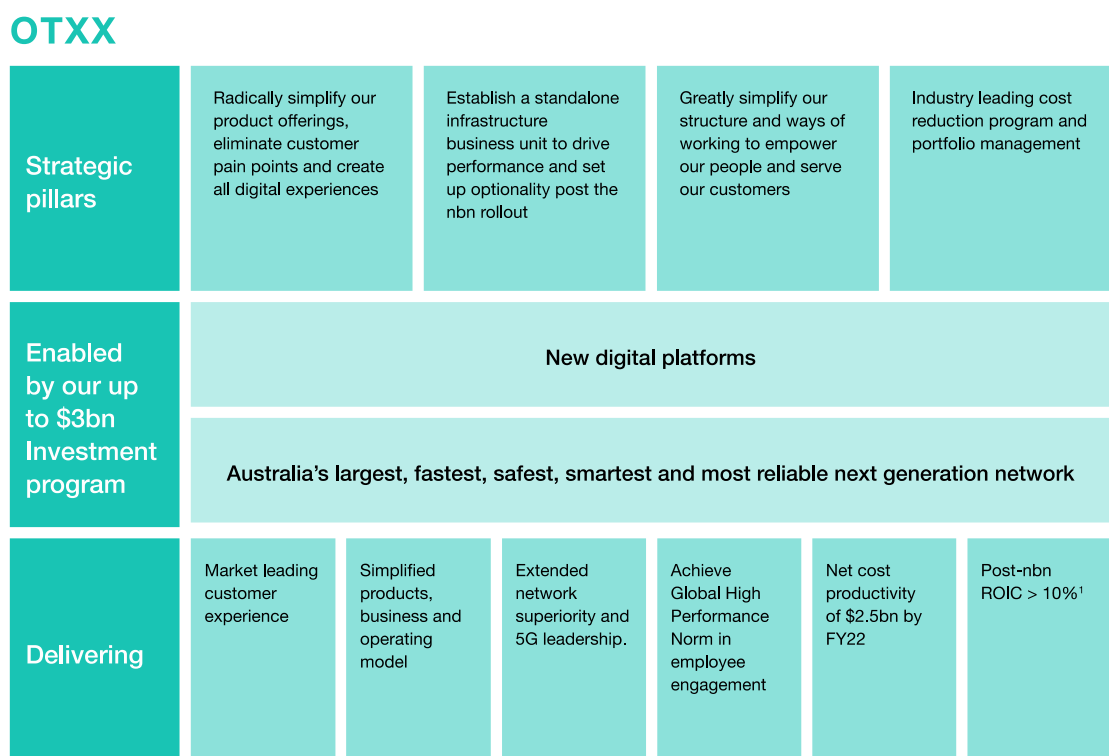 OTXX
Strategic
pillars
Radically simplify our
product offerings,
eliminate customer
pain points and create
all digital experiences
Establish a standalone
infrastructure
business unit to drive
performance and set
up optionality post the
nbn rollout
Greatly simplify our
structure and ways of
working to empower
our people and serve
our customers
Industry leading cost
reduction program and
portfolio management
Enabled
by our up
to $3bn
Investment
program
New digital platforms
Australia’s largest, fastest, safest, smartest and most reliable next generation network
Delivering
Market leading
customer
experience
Simplified
products,
business and
operating
model
Extended
network
superiority and
5G leadership.
Achieve
Global High
Performance
Norm in
employee
engagement
Net cost
productivity
of $2.5bn by
FY22
Post-nbn
ROIC > 10%¹